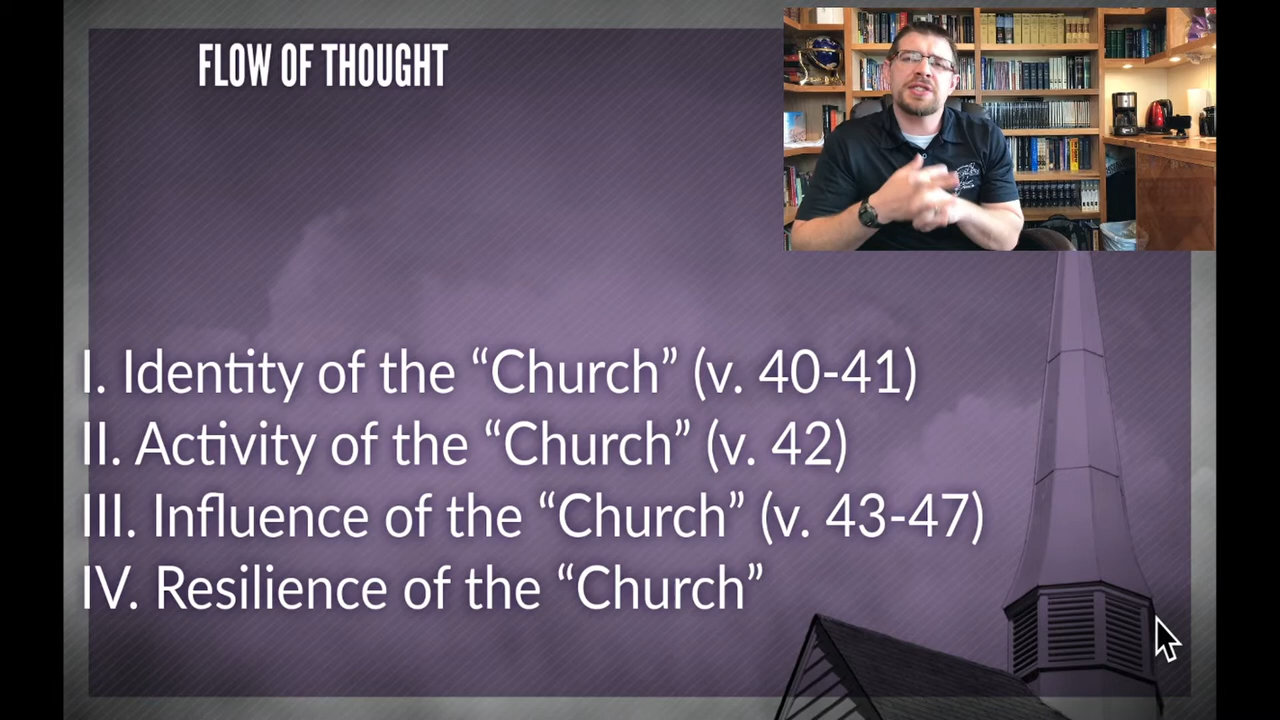 FLOW OF THOUGHT
I. Identity of the “Church” (v. 40-41)
II. Activity of the “Church” (v. 42)
III. Influence of the “Church” (v. 43-47)
IV. Resilience of the “Church”